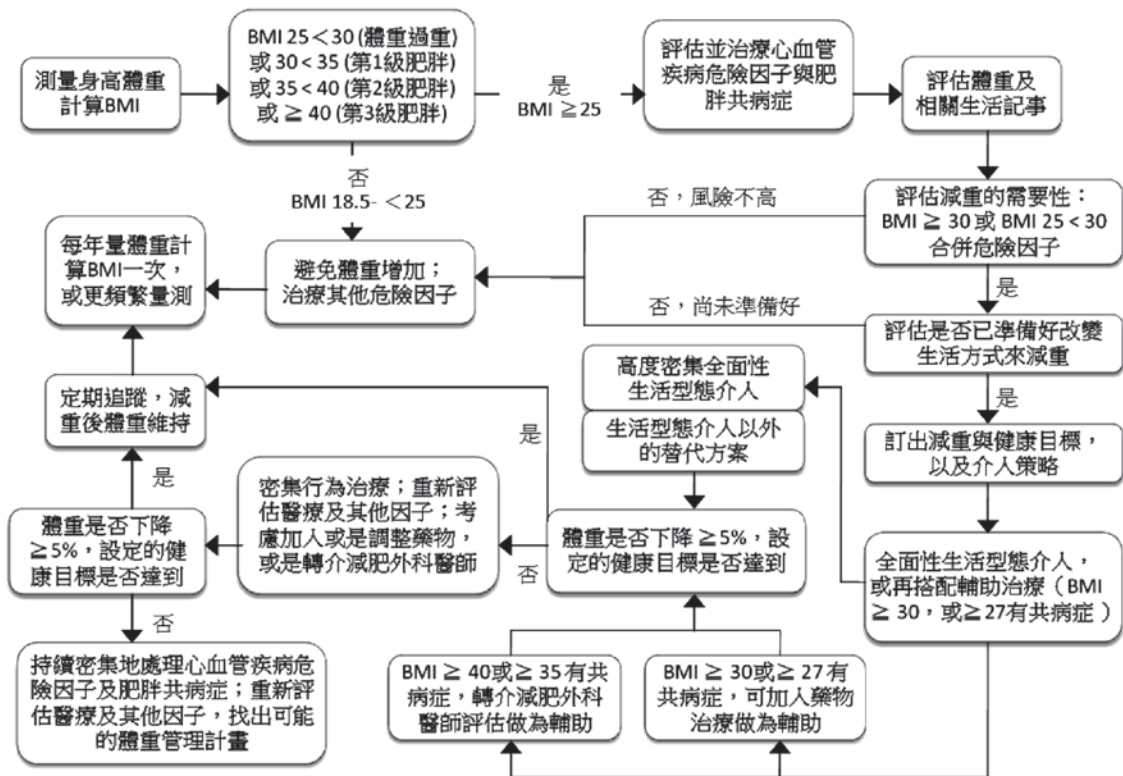 測量身高體重
計算BMI
BMI 25<30 (體重過重)
或 30<35 (第1級肥胖)
或 35<40 (第2級肥胖)
或 ≧ 40 (第3級肥胖)
是
BMI ≧25
評估並治療心血管
疾病危險因子與肥
胖共病症
評估體重及
相關生活記事
否
BMI 18.5- <25
否，風險不高
評估減重的需要性：
BMI ≧ 30 或 BMI 25 < 30
合併危險因子
每年量體重計
算BMI一次，
或更頻繁量測
避免體重增加；
治療其他危險因子
是
否，尚未準備好
評估是否已準備好改變
生活方式來減重
高度密集全面性
生活型態介入
定期追蹤，減
重後體重維持
是
生活型態介入以外
的替代方案
是
訂出減重與健康目標，
以及介入策略
是
密集行為治療；重新評
估醫療及其他因子；考
慮加入或是調整藥物，
或是轉介減肥外科醫師
體重是否下降
≧5%，設定的健
康目標是否達到
否
體重是否下降 ≧5%，設
定的健康目標是否達到
全面性生活型態介入，
或再搭配輔助治療（BMI
≧ 30，或≧27有共病症）
否
持續密集地處理心血管疾病危
險因子及肥胖共病症；重新評
估醫療及其他因子，找出可能
的體重管理計畫
BMI ≧ 40或≧ 35 有共
病症，轉介減肥外科
醫師評估做為輔助
BMI ≧ 30或≧ 27 有
共病症，可加入藥物
治療做為輔助